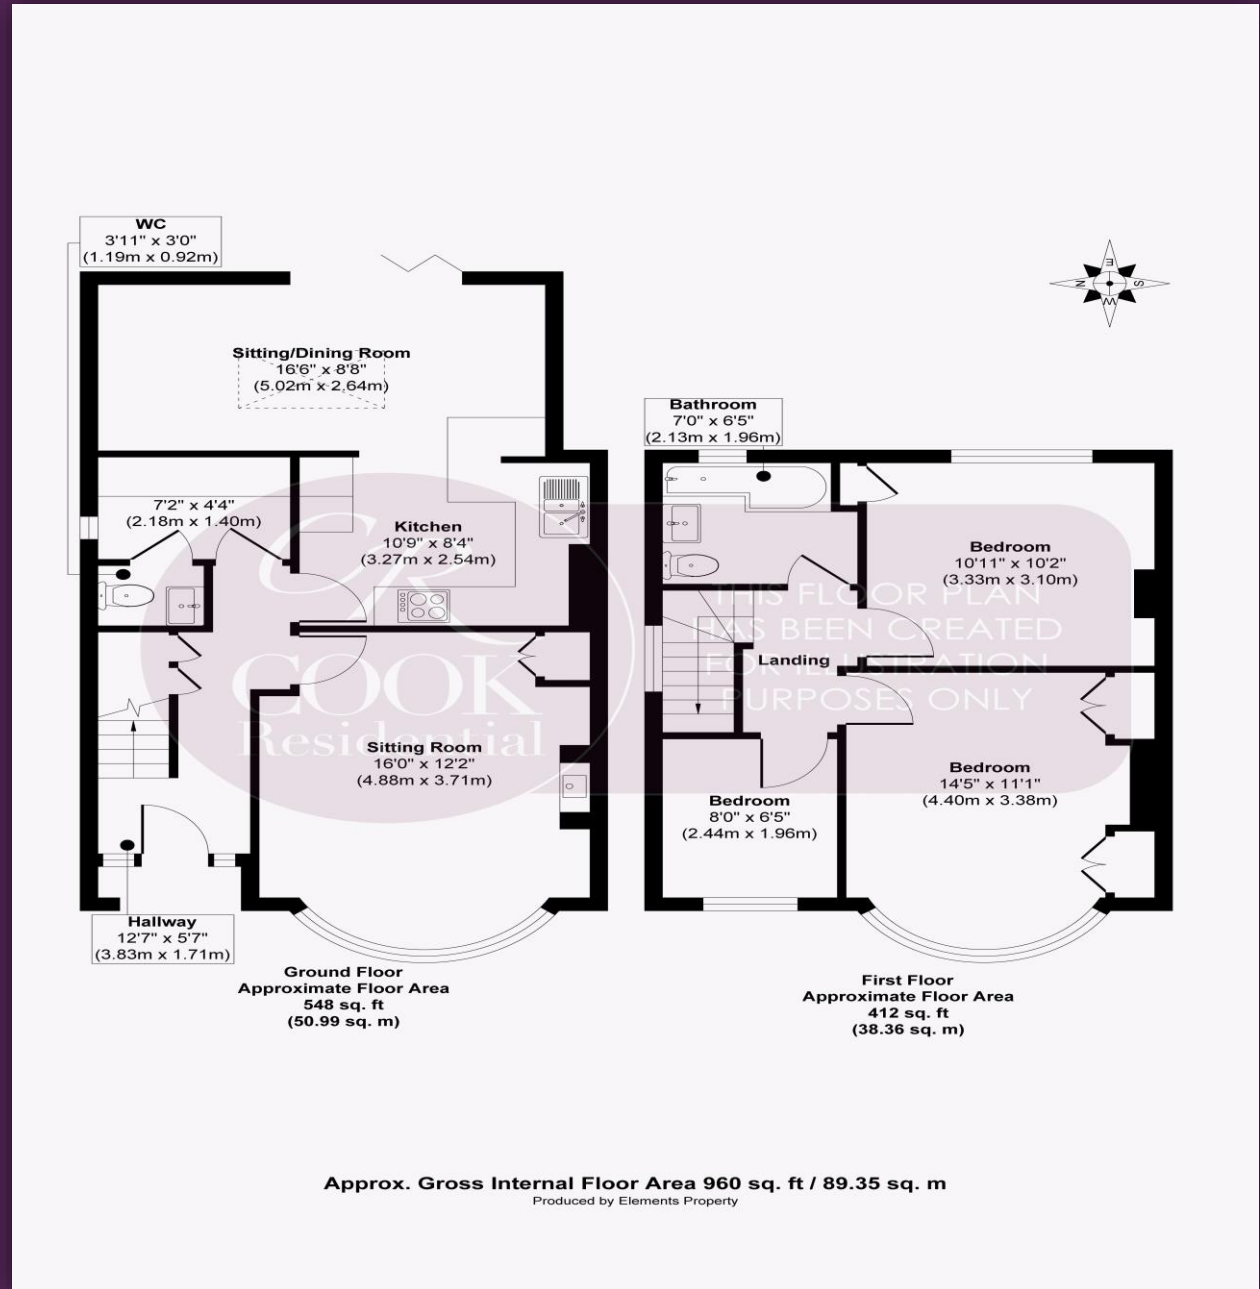 WC
3'11" x 3'0"
(1.19m x 0.92m)
E
N
S
W
Sitting/Dining Room
16'6" x 8'8"
(5.02m x 2.64m)
Bathroom
7'0" x 6'5"
(2.13m x 1.96m)
7'2" x 4'4"
(2.18m x 1.40m)
Kitchen
10'9" x 8'4"
(3.27m x 2.54m)
Bedroom
10'11" x 10'2"
(3.33m x 3.10m)
CR
COOK
Residential
THIS FLOOR PLAN
HAS BEEN CREATED
FOR ILLUSTRATION
PURPOSES ONLY
Landing
Sitting Room
16'0" x 12'2"
(4.88m x 3.71m)
Bedroom
14'5" x 11'1"
(4.40m x 3.38m)
Bedroom
8'0" x 6'5"
(2.44m x 1.96m)
Hallway
12'7" x 5'7"
(3.83m x 1.71m)
Ground Floor
Approximate Floor Area
548 sq. ft
(50.99 sq. m)
First Floor
Approximate Floor Area
412 sq. ft
(38.36 sq. m)
Approx. Gross Internal Floor Area 960 sq. ft / 89.35 sq. m
Produced by Elements Property